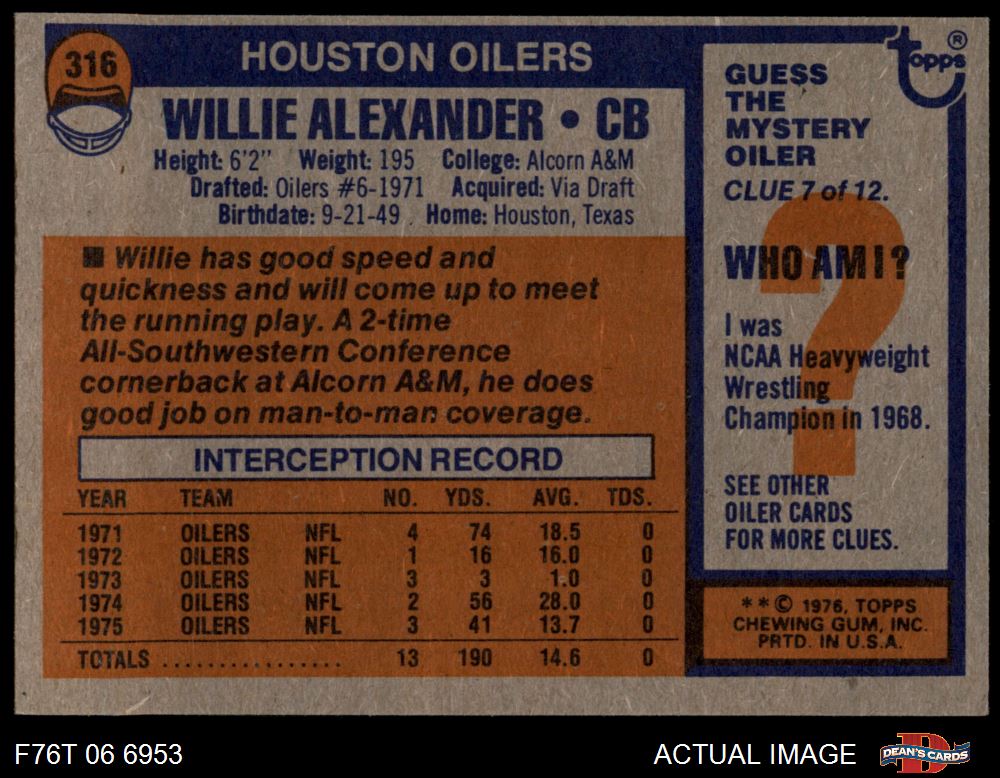 316
HOUSTON OILERS
WILLIE ALEXANDER • CB
Height: 6'2" Weight: 195 College: Alcorn A&M
Drafted: Oilers #6-1971 Acquired: Via Draft
Birthdate: 9-21-49 Home: Houston, Texas
■ Willie has good speed and
quickness and will come up to meet
the running play. A 2-time
All-Southwestern Conference
cornerback at Alcorn A&M, he does
good job on man-to-man coverage.
INTERCEPTION RECORD
YEAR TEAM NO. YDS. AVG. TDS.
1971 OILERS NFL 4 74 18.5 0
1972 OILERS NFL 1 16 16.0 0
1973 OILERS NFL 3 3 1.0 0
1974 OILERS NFL 2 56 28.0 0
1975 OILERS NFL 3 41 13.7 0
TOTALS ................ 13 190 14.6 0
topps ®
GUESS
THE
MYSTERY
OILER
CLUE 7 of 12.
?
WHO AM I?
I was
NCAA Heavyweight
Wrestling
Champion in 1968.
SEE OTHER
OILER CARDS
FOR MORE CLUES.
**© 1976, TOPPS
CHEWING GUM, INC.
PRTD. IN U.S.A.
F76T 06 6953
ACTUAL IMAGE
D
DEAN'S CARDS